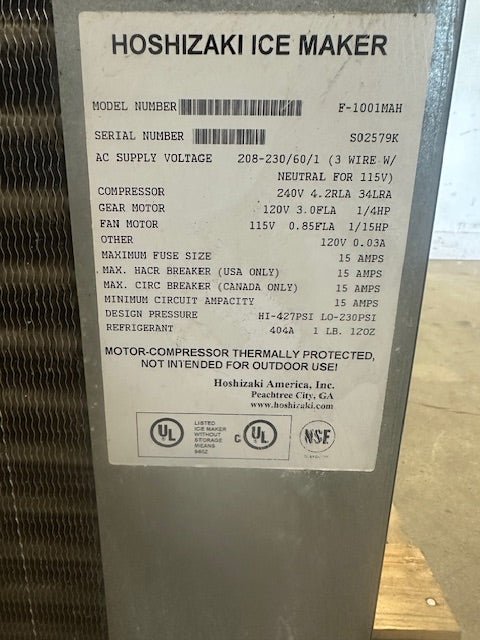 HOSHIZAKI ICE MAKER
MODEL NUMBER F-1001MAH
SERIAL NUMBER S02579K
AC SUPPLY VOLTAGE 208-230/60/1 (3 WIRE W/
NEUTRAL FOR 115V)
COMPRESSOR 240V 4.2RLA 34LRA
GEAR MOTOR 120V 3.0FLA 1/4HP
FAN MOTOR 115V 0.85FLA 1/15HP
OTHER 120V 0.03A
MAXIMUM FUSE SIZE 15 AMPS
MAX. HACR BREAKER (USA ONLY) 15 AMPS
MAX. CIRC BREAKER (CANADA ONLY) 15 AMPS
MINIMUM CIRCUIT AMPACITY 15 AMPS
DESIGN PRESSURE HI-427PSI LO-230PSI
REFRIGERANT 404A 1 LB. 12OZ
MOTOR-COMPRESSOR THERMALLY PROTECTED,
NOT INTENDED FOR OUTDOOR USE!
Hoshizaki America, Inc.
Peachtree City, GA
www.hoshizaki.com
UL
LISTED
ICE MAKER
WITHOUT
STORAGE
MEANS
946Z
C UL
NSF